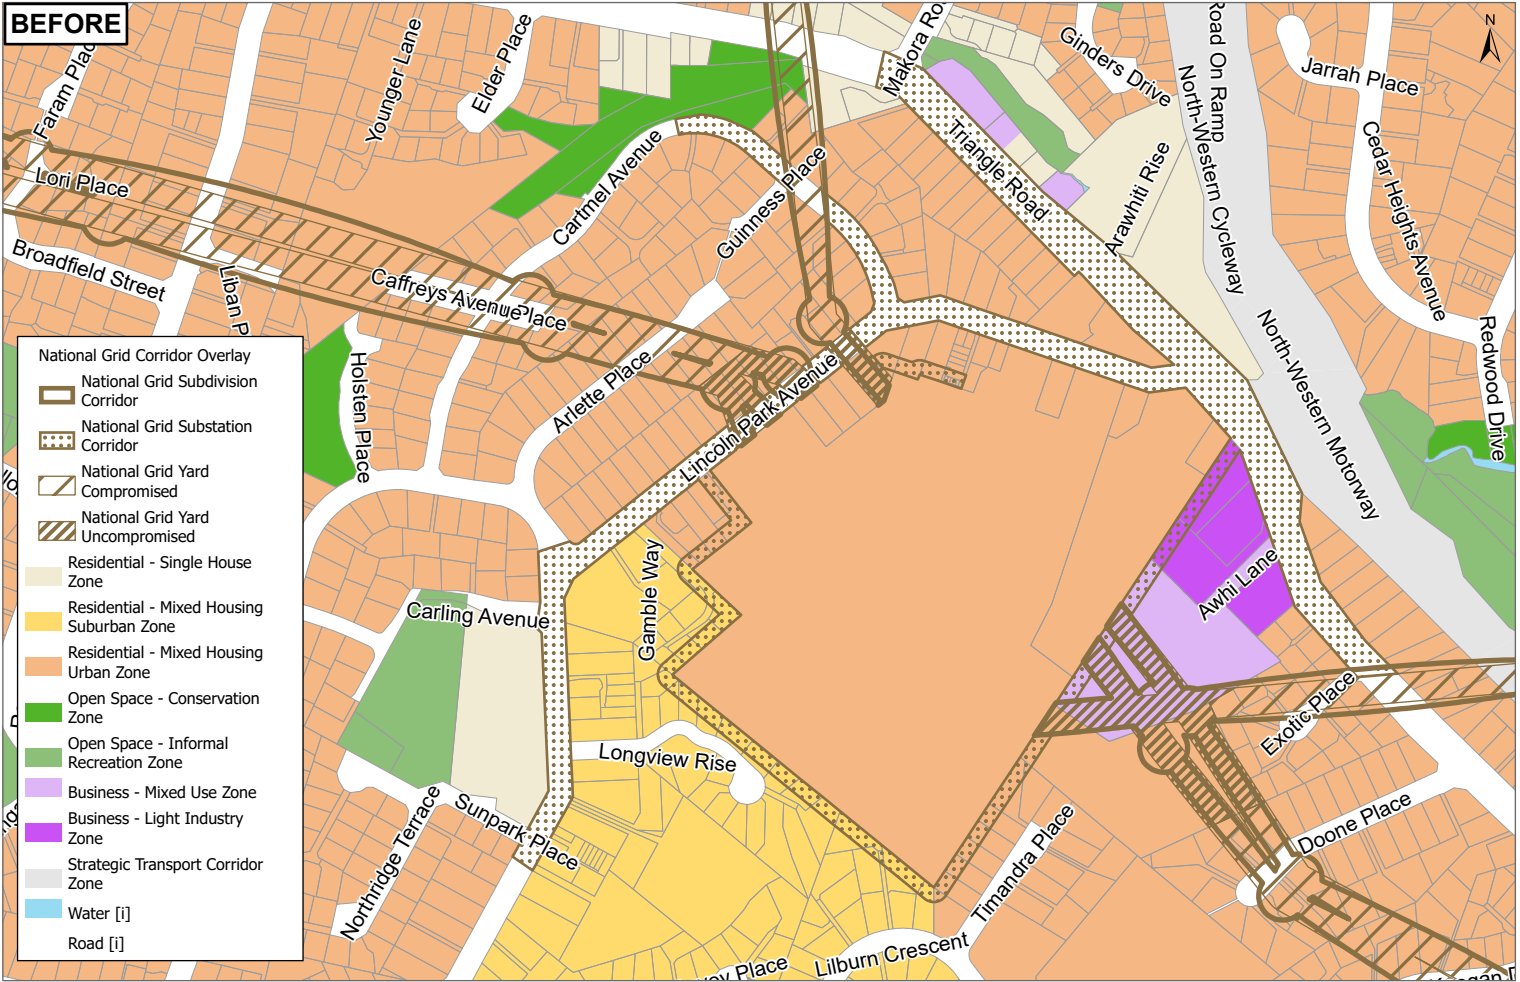 BEFORE
N
Faram Place
Younger Lane
Elder Place
Makora Ro
Ginders Drive
Road On Ramp
North-Western Cycleway
Jarrah Place
Cedar Heights Avenue
Redwood Drive
Lori Place
Broadfield Street
Liban P
Caffreys Avenue
Place
Cartmel Avenue
Guinness Place
Triangle Road
Arawhiti Rise
North-Western Motorway
Holsten Place
Arlette Place
Lincoln Park Avenue
Gamble Way
Carling Avenue
Longview Rise
Sunpark Place
Northridge Terrace
Awhi Lane
Exotic Place
Doone Place
Timandra Place
Lilburn Crescent
Place
National Grid Corridor Overlay
National Grid Subdivision
Corridor
National Grid Substation
Corridor
National Grid Yard
Compromised
National Grid Yard
Uncompromised
Residential - Single House
Zone
Residential - Mixed Housing
Suburban Zone
Residential - Mixed Housing
Urban Zone
Open Space - Conservation
Zone
Open Space - Informal
Recreation Zone
Business - Mixed Use Zone
Business - Light Industry
Zone
Strategic Transport Corridor
Zone
Water [i]
Road [i]